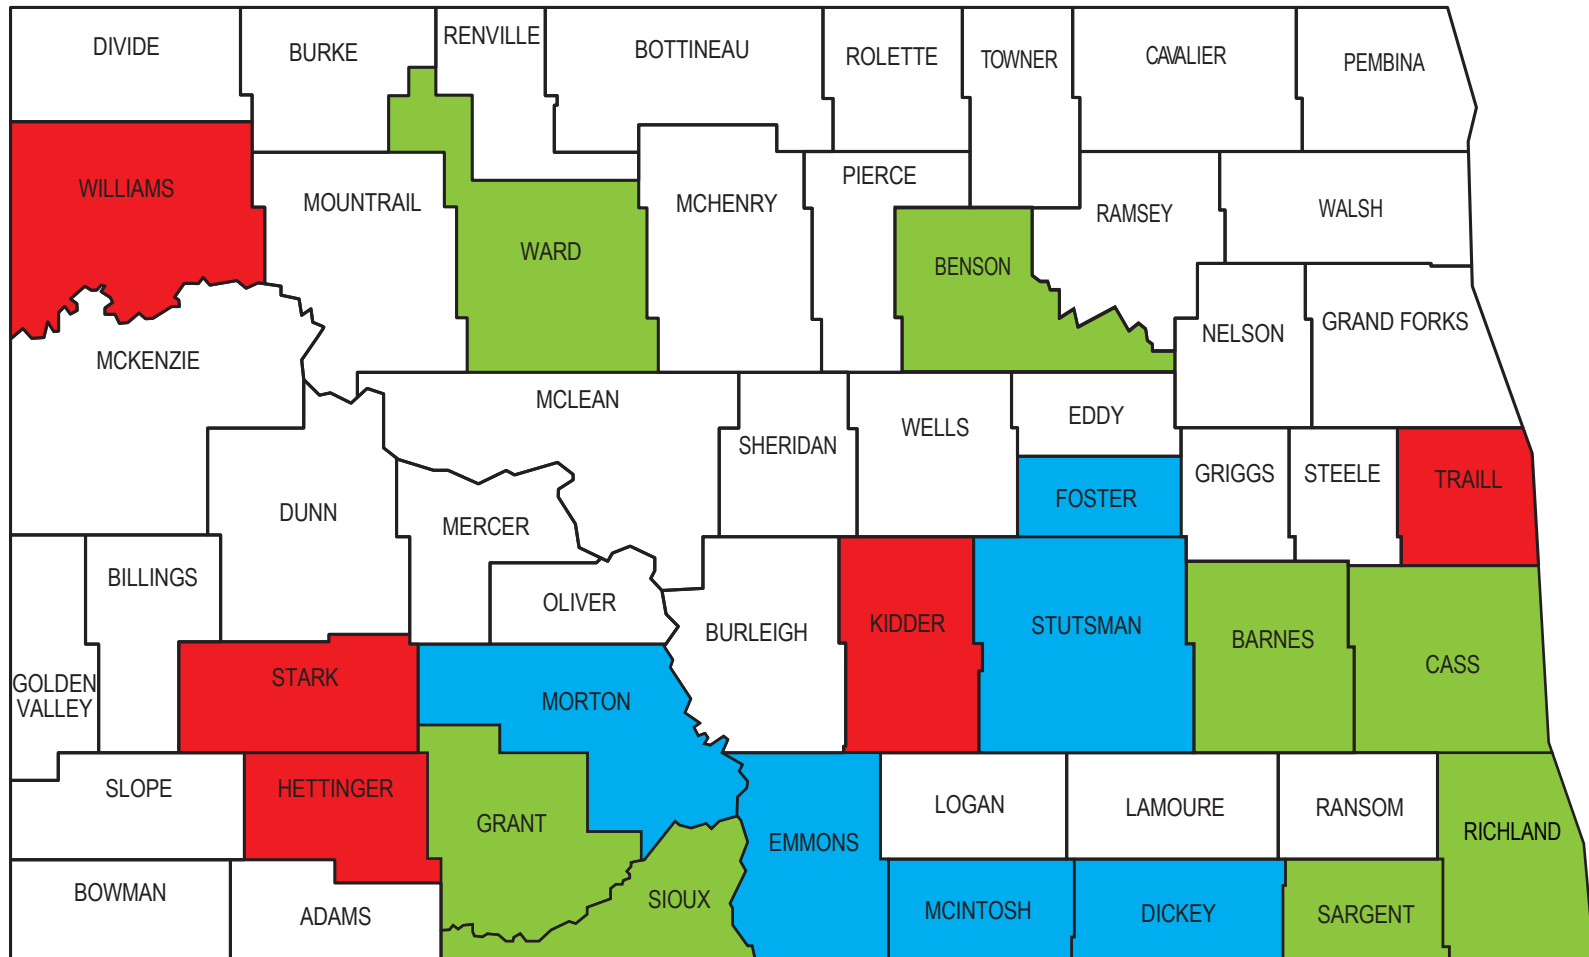 DIVIDE
BURKE
RENVILLE
BOTTINEAU
ROLETTE
TOWNER
CAVALIER
PEMBINA
WILLIAMS
MOUNTRAIL
WARD
MCHENRY
PIERCE
BENSON
RAMSEY
WALSH
MCKENZIE
MCLEAN
SHERIDAN
WELLS
EDDY
NELSON
GRAND FORKS
DUNN
MERCER
OLIVER
FOSTER
GRIGGS
STEELE
TRAILL
BILLINGS
GOLDEN
VALLEY
STARK
MORTON
BURLEIGH
KIDDER
STUTSMAN
BARNES
CASS
SLOPE
HETTINGER
GRANT
EMMONS
LOGAN
LAMOURE
RANSOM
RICHLAND
BOWMAN
ADAMS
SIOUX
MCINTOSH
DICKEY
SARGENT